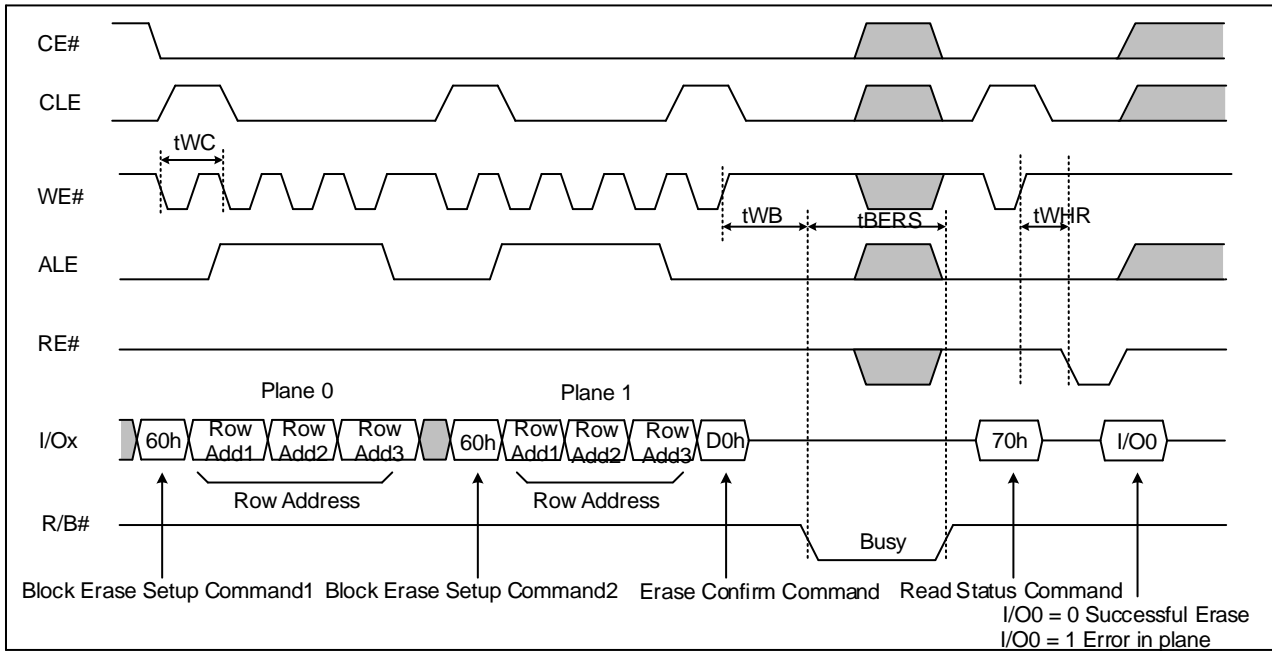 CE#
CLE
tWC
WE#
tWB
tBERS
tWHR
ALE
RE#
Plane 0
Plane 1
I/Ox
60h
Row Add1
Row Add2
Row Add3
60h
Row Add1
Row Add2
Row Add3
D0h
70h
I/O0
Row Address
Row Address
R/B#
Busy
Block Erase Setup Command1
Block Erase Setup Command2
Erase Confirm Command
Read Status Command
I/O0 = 0 Successful Erase
I/O0 = 1 Error in plane